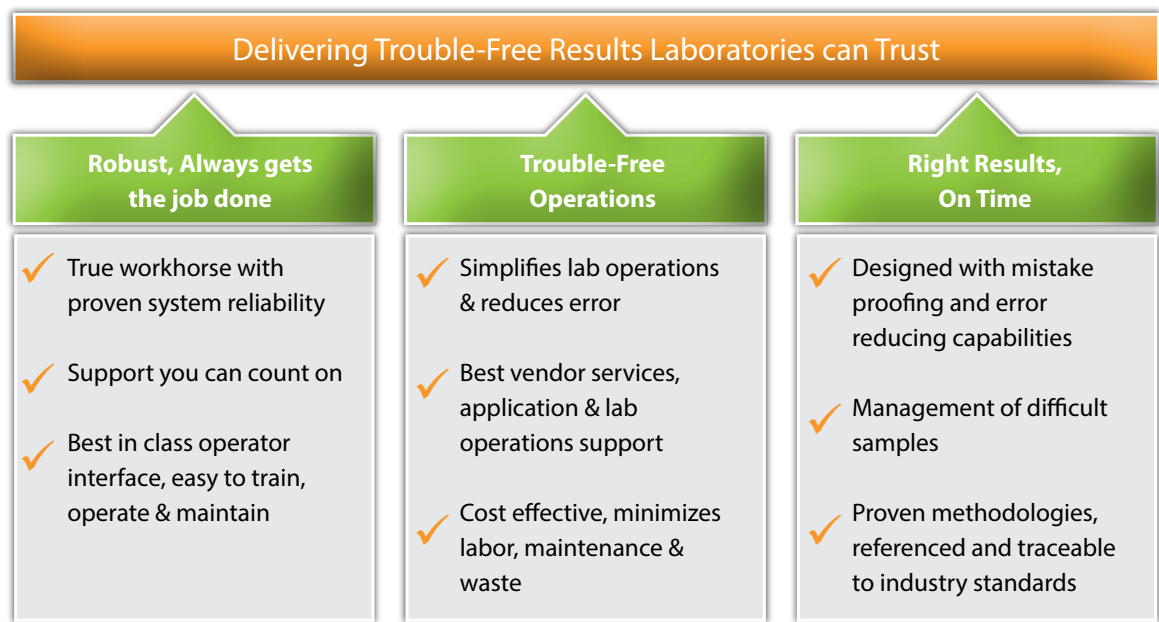 Delivering Trouble-Free Results Laboratories can Trust
Robust, Always gets
the job done
True workhorse with
proven system reliability
Support you can count on
Best in class operator
interface, easy to train,
operate & maintain
Trouble-Free
Operations
Simplifies lab operations
& reduces error
Best vendor services,
application & lab
operations support
Cost effective, minimizes
labor, maintenance &
waste
Right Results,
On Time
Designed with mistake
proofing and error
reducing capabilities
Management of difficult
samples
Proven methodologies,
referenced and traceable
to industry standards